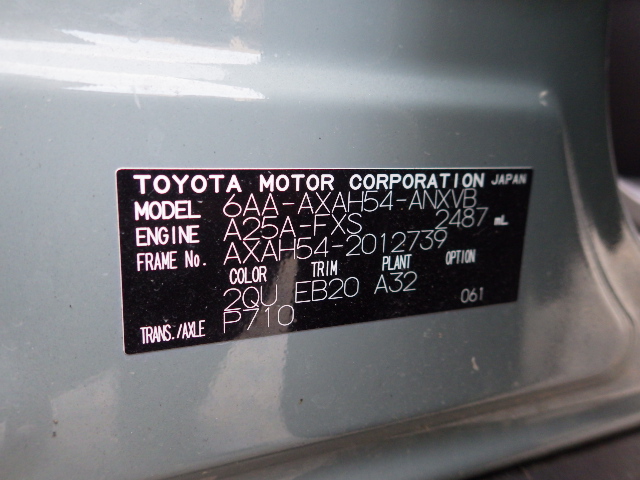 TOYOTA MOTOR CORPORATION JAPAN
MODEL 6AA-AXAH54-ANXVB
ENGINE A25A-FXS 2487 mL
FRAME No. AXAH54-2012739
COLOR TRIM PLANT OPTION
2QU EB20 A32
061
TRANS./AXLE P710